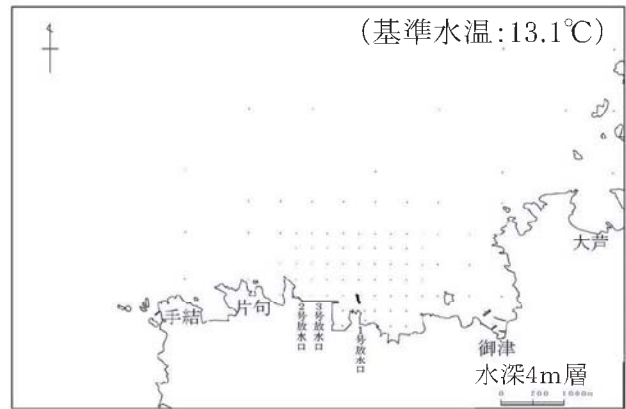 (基準水温:13.1℃)
大芦
手結
片句
2号放水口
3号放水口
1号放水口
御津
水深4m層
0 500 1000m